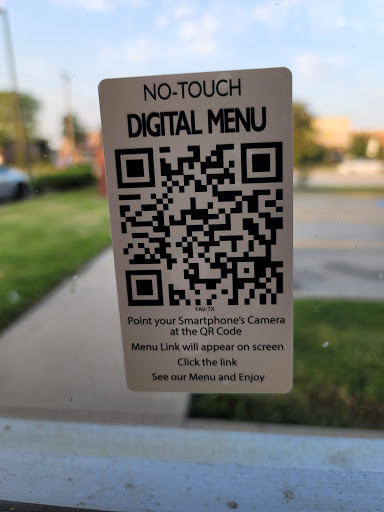 NO-TOUCH
DIGITAL MENU
FAV-TX
Point your Smartphone's Camera
at the QR Code
Menu Link will appear on screen
Click the link
See our Menu and Enjoy